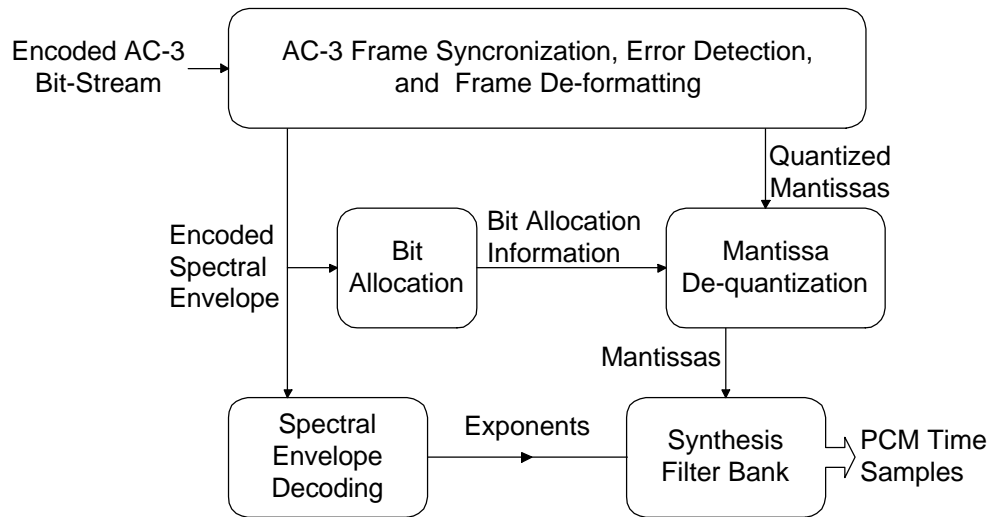 Encoded AC-3
Bit-Stream
AC-3 Frame Syncronization, Error Detection,
and Frame De-formatting
Quantized
Mantissas
Encoded
Spectral
Envelope
Bit
Allocation
Bit Allocation
Information
Mantissa
De-quantization
Mantissas
Spectral
Envelope
Decoding
Exponents
Synthesis
Filter Bank
PCM Time
Samples